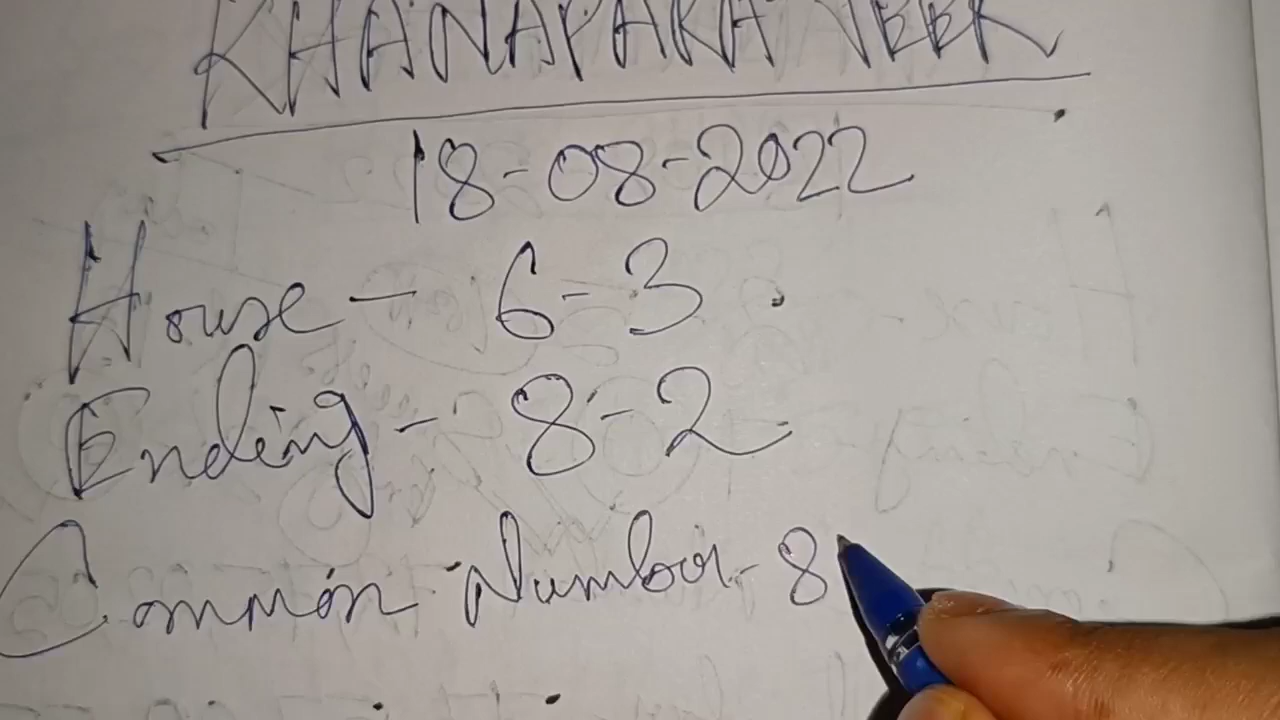 KHANAPARA TEER
18-08-2022
House - 6-3.
Ending - 8-2.
Common Number - 8